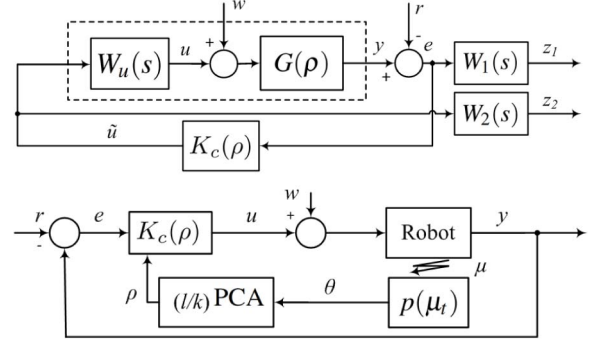 w r
W_u(s) u + G(ρ) y + - e W_1(s) z_1
W_2(s) z_2
ũ K_c(ρ)
w
r - e K_c(ρ) u + Robot y
μ
ρ (l/k) PCA θ p(μ_t)